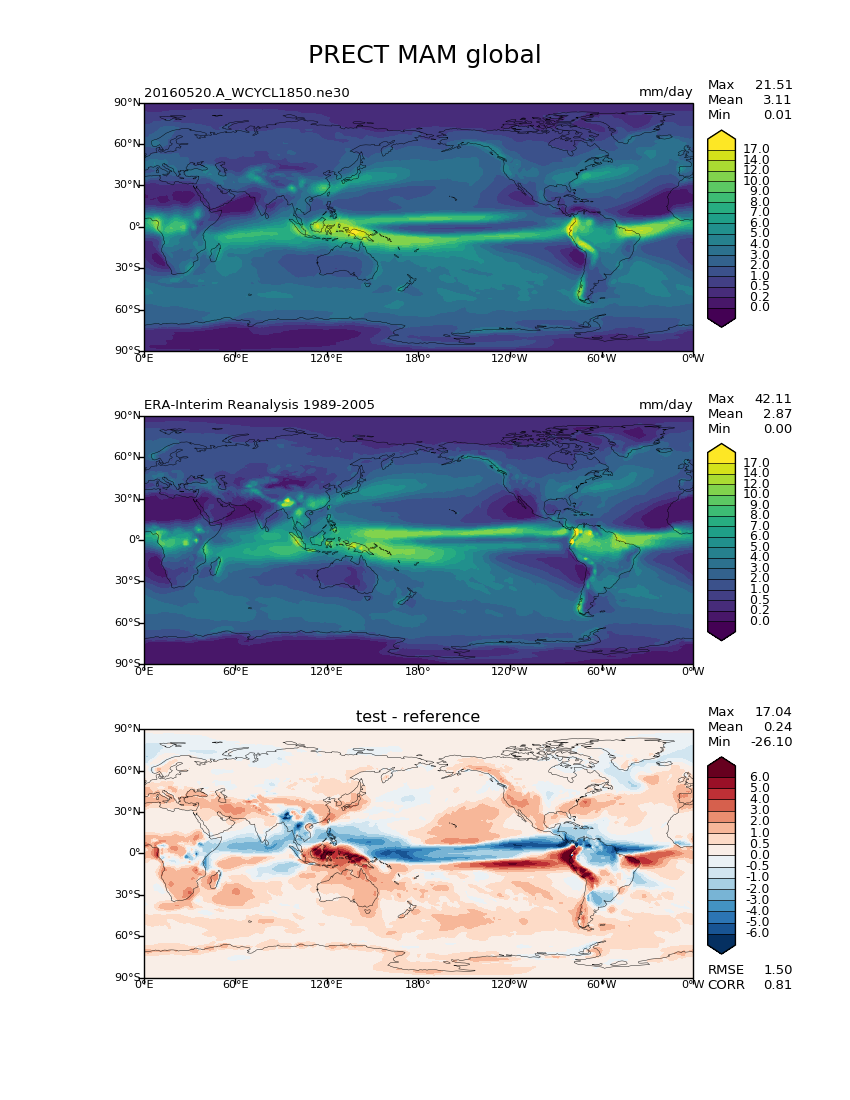 PRECT MAM global
20160520.A_WCYCL1850.ne30
mm/day
Max 21.51
Mean 3.11
Min 0.01
90°N
60°N
30°N
0°
30°S
60°S
90°S
0°E 60°E 120°E 180° 120°W 60°W 0°W
17.0
14.0
12.0
10.0
9.0
8.0
7.0
6.0
5.0
4.0
3.0
2.0
1.0
0.5
0.2
0.0
ERA-Interim Reanalysis 1989-2005
mm/day
Max 42.11
Mean 2.87
Min 0.00
90°N
60°N
30°N
0°
30°S
60°S
90°S
0°E 60°E 120°E 180° 120°W 60°W 0°W
17.0
14.0
12.0
10.0
9.0
8.0
7.0
6.0
5.0
4.0
3.0
2.0
1.0
0.5
0.2
0.0
test - reference
Max 17.04
Mean 0.24
Min -26.10
90°N
60°N
30°N
0°
30°S
60°S
90°S
0°E 60°E 120°E 180° 120°W 60°W 0°W
6.0
5.0
4.0
3.0
2.0
1.0
0.5
0.0
-0.5
-1.0
-2.0
-3.0
-4.0
-5.0
-6.0
RMSE 1.50
CORR 0.81